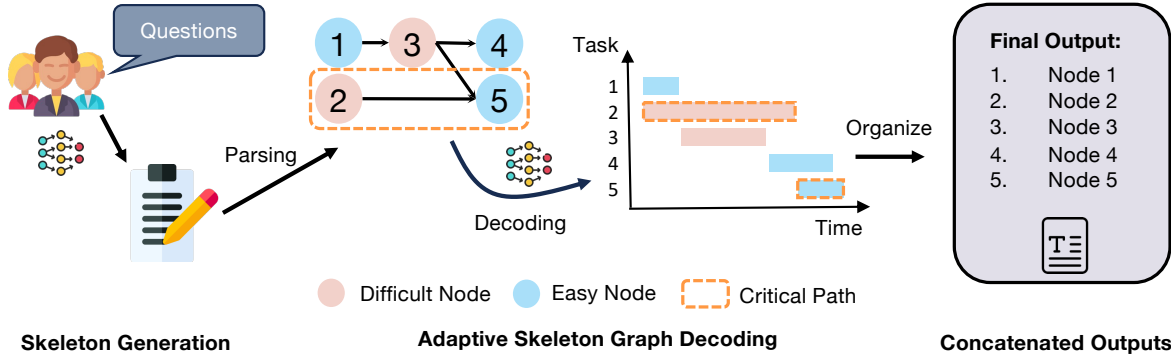 Questions
Parsing
1
3
4
2
5
Decoding
Task
1
2
3
4
5
Time
Organize
Final Output:
1. Node 1
2. Node 2
3. Node 3
4. Node 4
5. Node 5
T
Difficult Node
Easy Node
Critical Path
Skeleton Generation
Adaptive Skeleton Graph Decoding
Concatenated Outputs